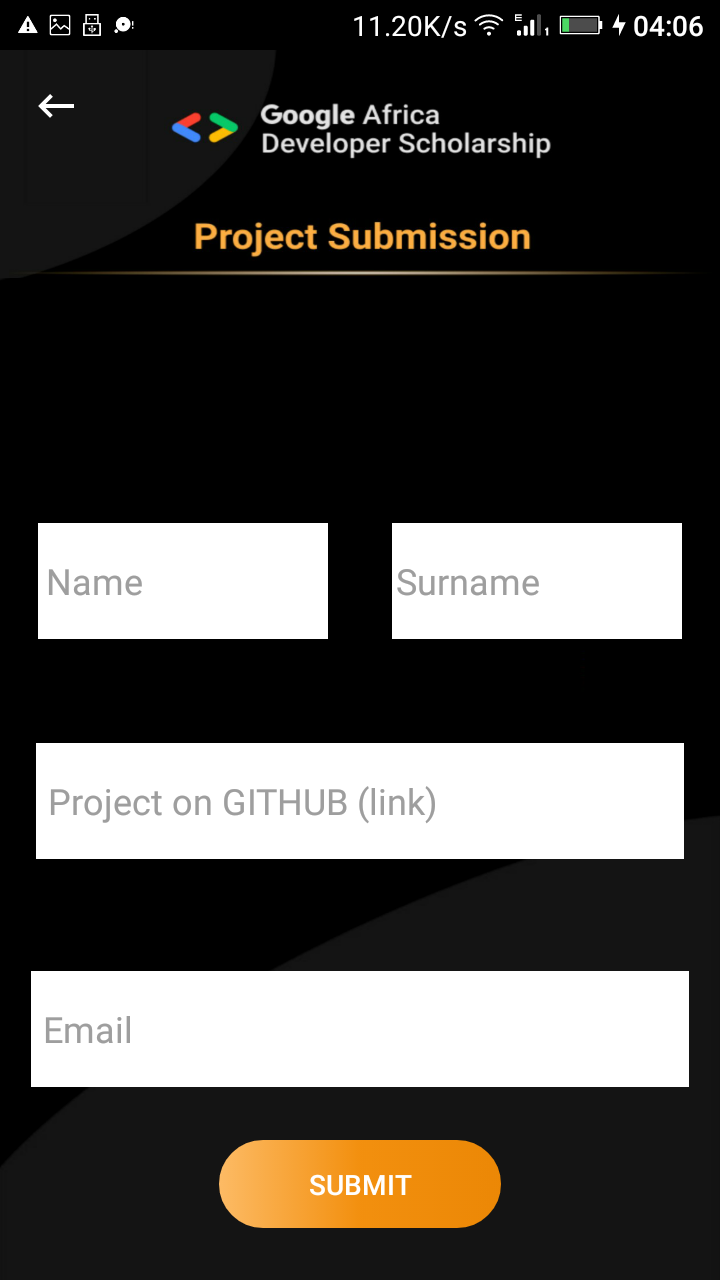 11.20K/s E 1 04:06
Google Africa
Developer Scholarship
Project Submission
Name Surname
Project on GITHUB (link)
Email
SUBMIT